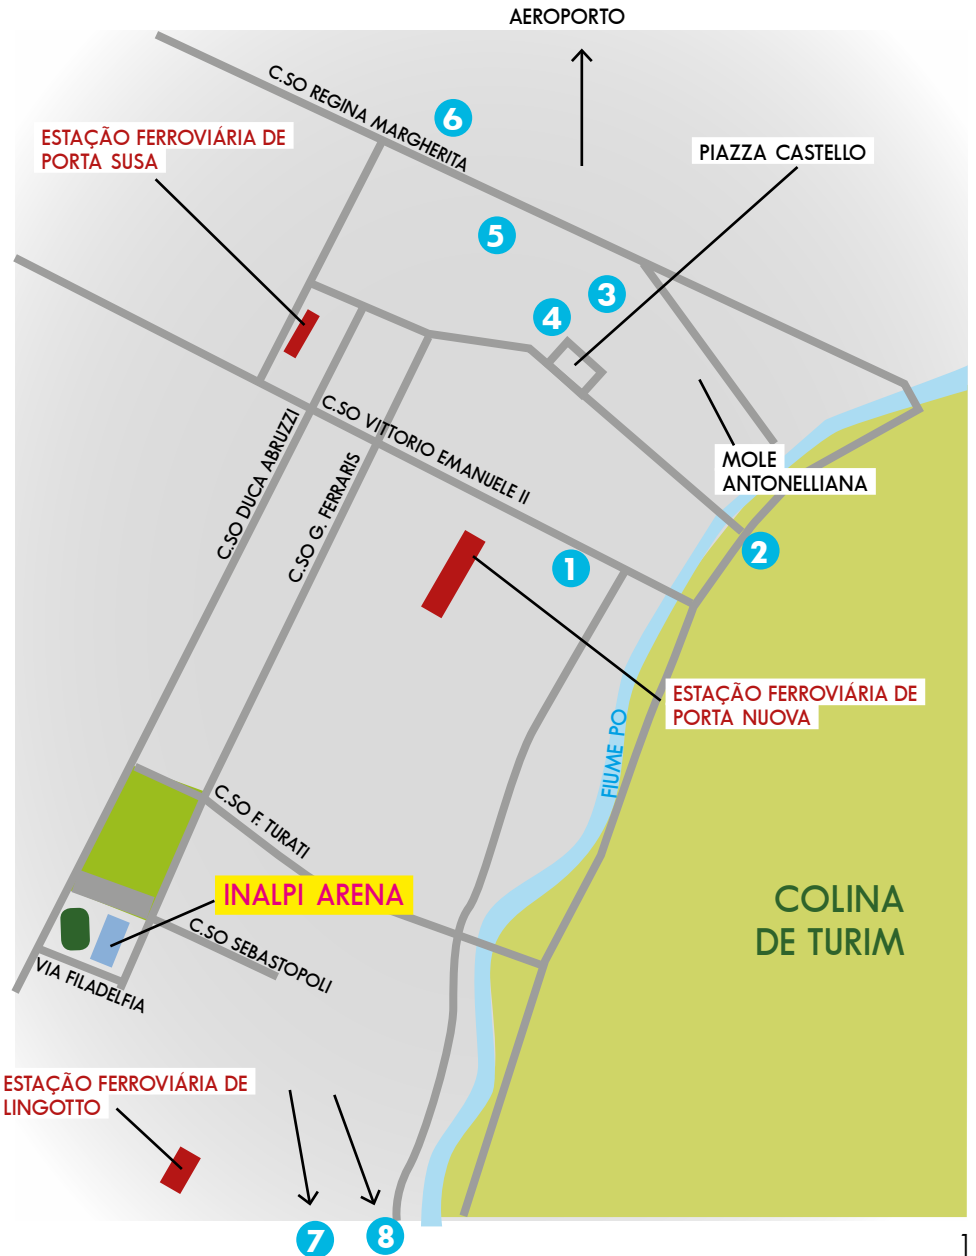 AEROPORTO
C.SO REGINA MARGHERITA
6
ESTAÇÃO FERROVIÁRIA DE
PORTA SUSA
PIAZZA CASTELLO
5
3
4
C.SO VITTORIO EMANUELE II
C.SO DUCA ABRUZZI
C.SO G. FERRARIS
MOLE
ANTONELLIANA
1
2
ESTAÇÃO FERROVIÁRIA DE
PORTA NUOVA
FIUME PO
C.SO F. TURATI
INALPI ARENA
COLINA
DE TURIM
C.SO SEBASTOPOLI
VIA FILADELFIA
ESTAÇÃO FERROVIÁRIA DE
LINGOTTO
7
8
1